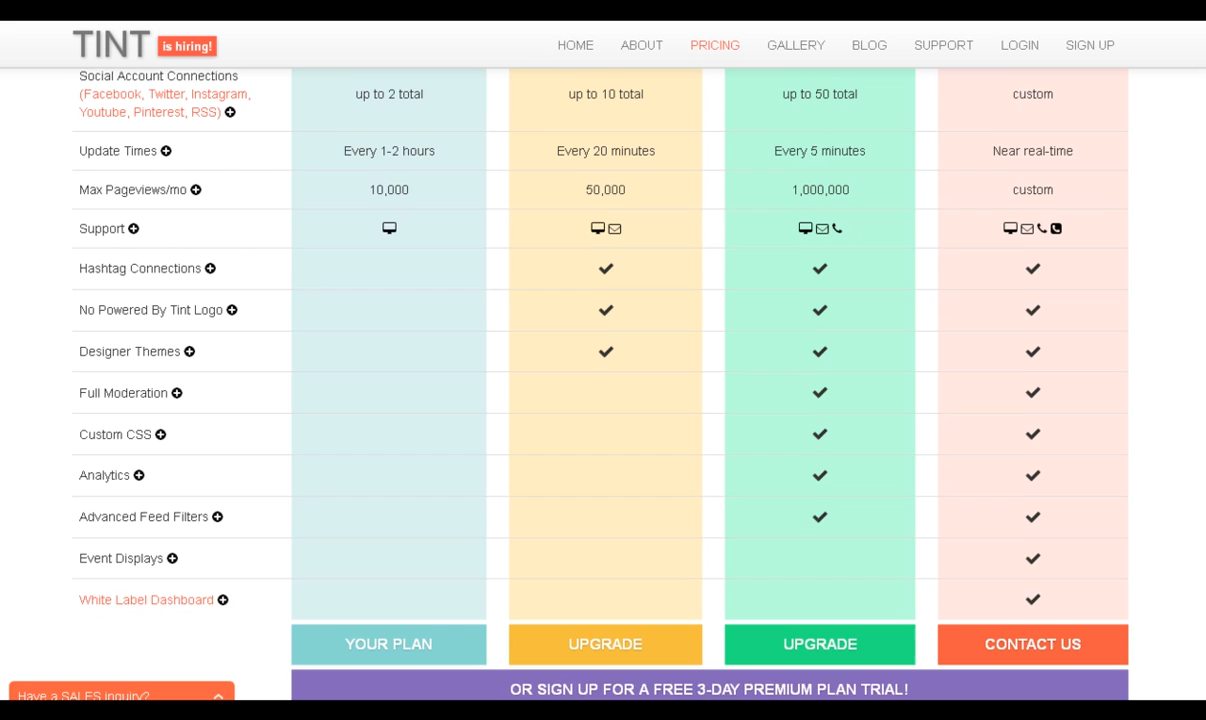 TINT is hiring!
HOME ABOUT PRICING GALLERY BLOG SUPPORT LOGIN SIGN UP
Social Account Connections
(Facebook, Twitter, Instagram,
Youtube, Pinterest, RSS)
up to 2 total up to 10 total up to 50 total custom
Update Times Every 1-2 hours Every 20 minutes Every 5 minutes Near real-time
Max Pageviews/mo 10,000 50,000 1,000,000 custom
Support
Hashtag Connections
No Powered By Tint Logo
Designer Themes
Full Moderation
Custom CSS
Analytics
Advanced Feed Filters
Event Displays
White Label Dashboard
YOUR PLAN UPGRADE UPGRADE CONTACT US
OR SIGN UP FOR A FREE 3-DAY PREMIUM PLAN TRIAL!
Have a SALES inquiry?